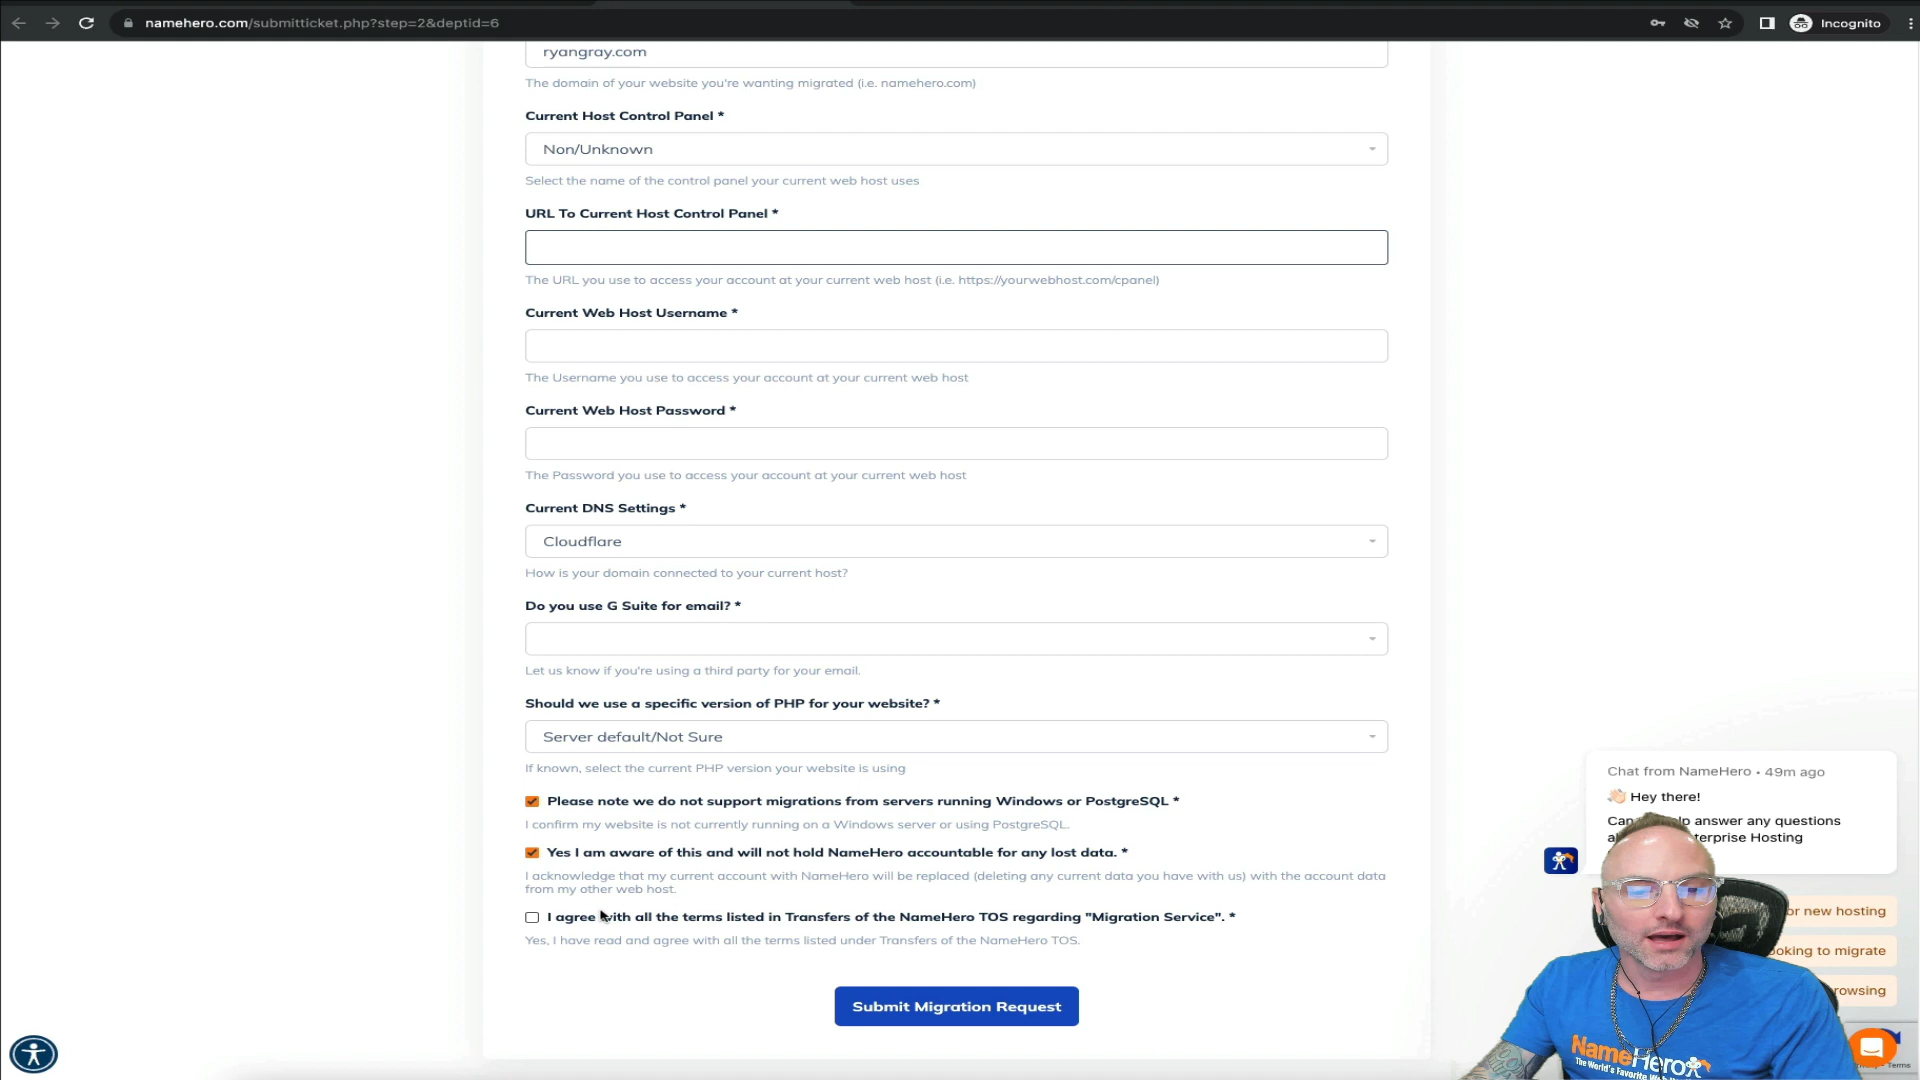 namehero.com/submitticket.php?step=2&deptid=6
Incognito
ryangray.com
The domain of your website you're wanting migrated (i.e. namehero.com)
Current Host Control Panel *
Non/Unknown
Select the name of the control panel your current web host uses
URL To Current Host Control Panel *
The URL you use to access your account at your current web host (i.e. https://yourwebhost.com/cpanel)
Current Web Host Username *
The Username you use to access your account at your current web host
Current Web Host Password *
The Password you use to access your account at your current web host
Current DNS Settings *
Cloudflare
How is your domain connected to your current host?
Do you use G Suite for email? *
Let us know if you're using a third party for your email.
Should we use a specific version of PHP for your website? *
Server default/Not Sure
If known, select the current PHP version your website is using
Please note we do not support migrations from servers running Windows or PostgreSQL *
I confirm my website is not currently running on a Windows server or using PostgreSQL.
Yes I am aware of this and will not hold NameHero accountable for any lost data. *
I acknowledge that my current account with NameHero will be replaced (deleting any current data you have with us) with the account data
from my other web host.
I agree with all the terms listed in Transfers of the NameHero TOS regarding "Migration Service". *
Yes, I have read and agree with all the terms listed under Transfers of the NameHero TOS.
Submit Migration Request
Chat from NameHero • 49m ago
👋🏻 Hey there!
answer any questions
Hosting
new hosting
to migrate
NameHero
The World's Favorite Web
Terms